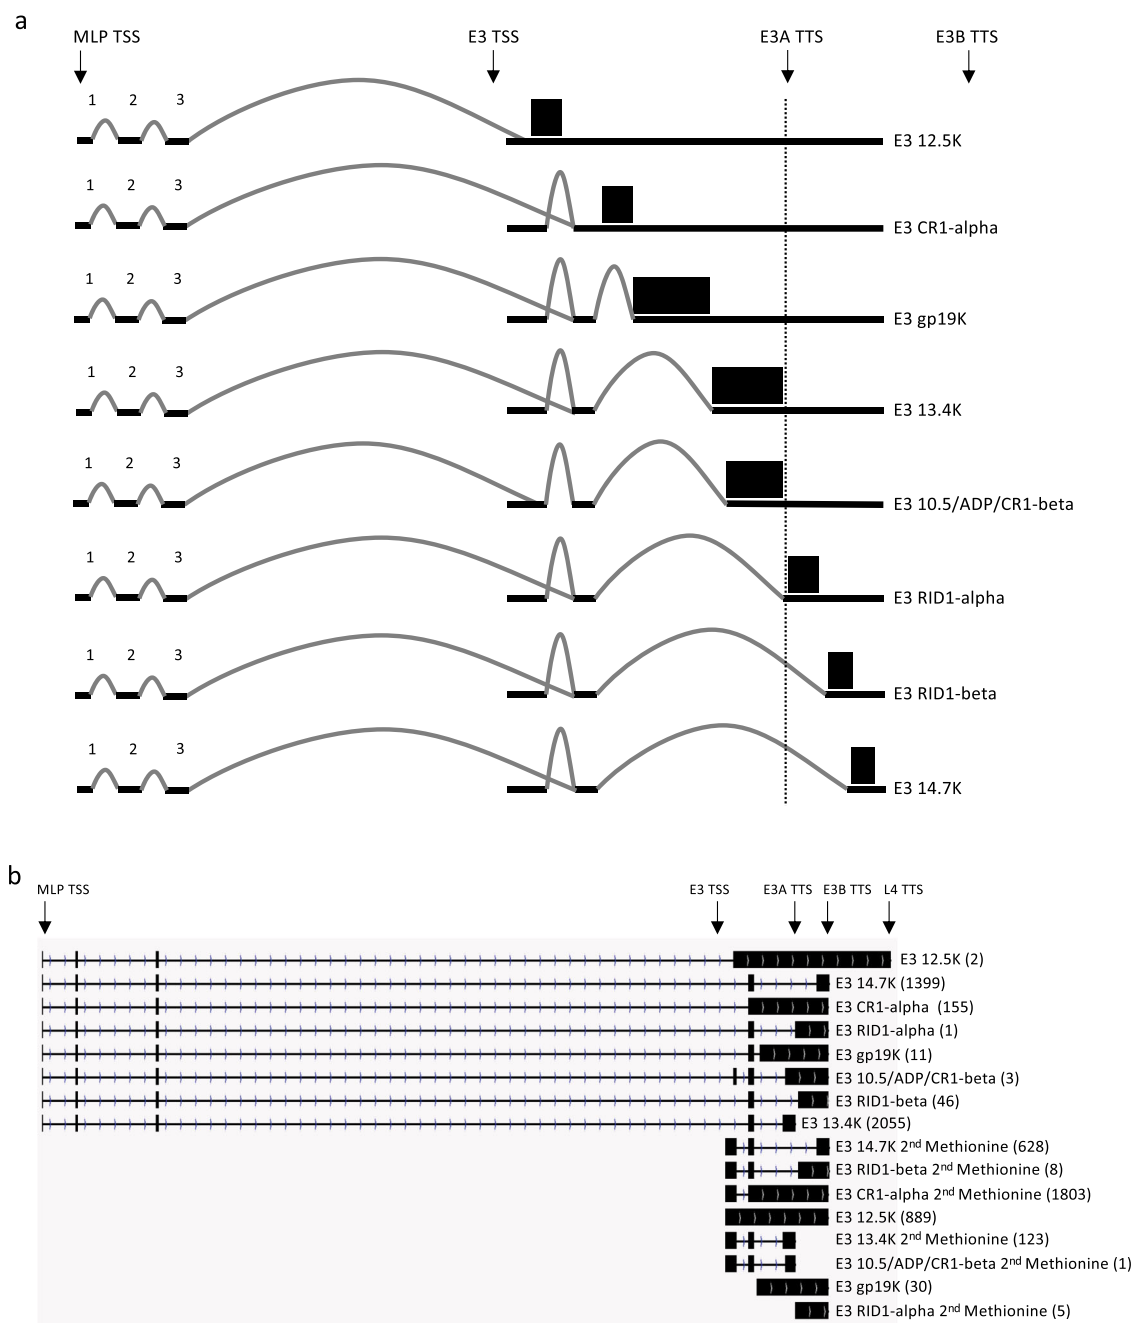 a
MLP TSS E3 TSS E3A TTS E3B TTS
1 2 3
E3 12.5K
1 2 3
E3 CR1-alpha
1 2 3
E3 gp19K
1 2 3
E3 13.4K
1 2 3
E3 10.5/ADP/CR1-beta
1 2 3
E3 RID1-alpha
1 2 3
E3 RID1-beta
1 2 3
E3 14.7K
b
MLP TSS E3 TSS E3A TTS E3B TTS L4 TTS
E3 12.5K (2)
E3 14.7K (1399)
E3 CR1-alpha (155)
E3 RID1-alpha (1)
E3 gp19K (11)
E3 10.5/ADP/CR1-beta (3)
E3 RID1-beta (46)
E3 13.4K (2055)
E3 14.7K 2nd Methionine (628)
E3 RID1-beta 2nd Methionine (8)
E3 CR1-alpha 2nd Methionine (1803)
E3 12.5K (889)
E3 13.4K 2nd Methionine (123)
E3 10.5/ADP/CR1-beta 2nd Methionine (1)
E3 gp19K (30)
E3 RID1-alpha 2nd Methionine (5)